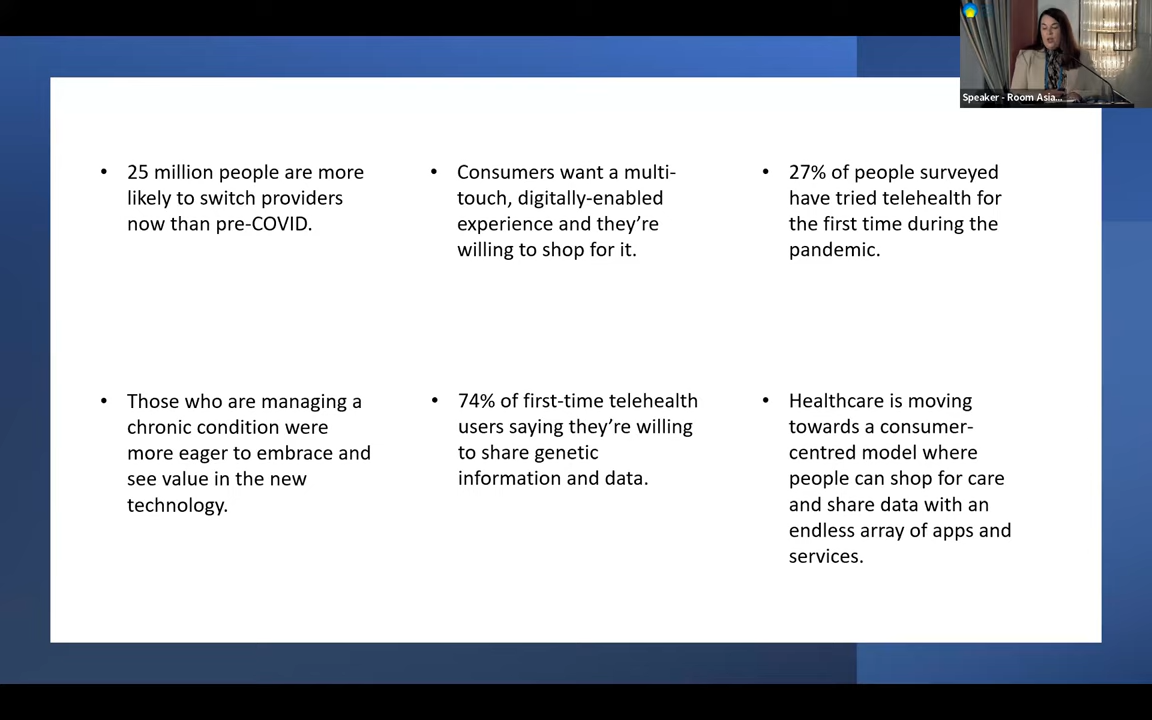 Speaker - Room Asia...
• 25 million people are more
likely to switch providers
now than pre-COVID.
• Consumers want a multi-
touch, digitally-enabled
experience and they’re
willing to shop for it.
• 27% of people surveyed
have tried telehealth for
the first time during the
pandemic.
• Those who are managing a
chronic condition were
more eager to embrace and
see value in the new
technology.
• 74% of first-time telehealth
users saying they’re willing
to share genetic
information and data.
• Healthcare is moving
towards a consumer-
centred model where
people can shop for care
and share data with an
endless array of apps and
services.